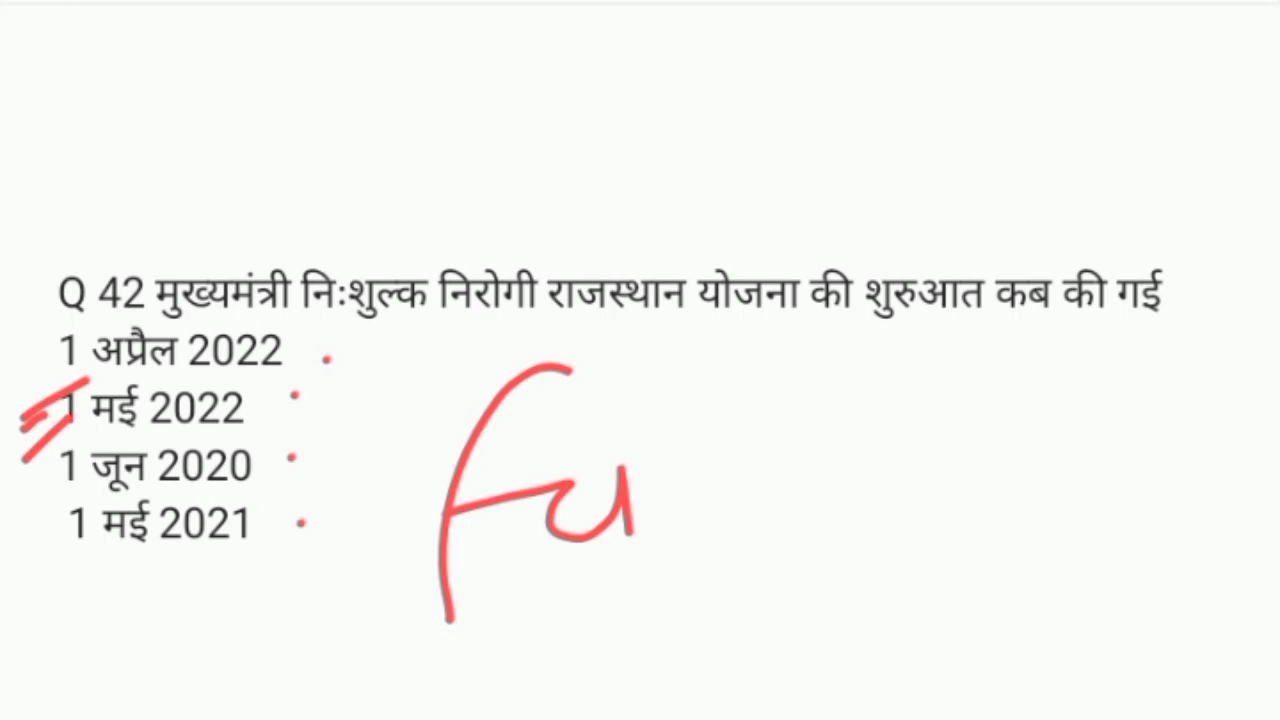 Q 42 मुख्यमंत्री निःशुल्क निरोगी राजस्थान योजना की शुरुआत कब की गई
1 अप्रैल 2022
1 मई 2022
1 जून 2020
1 मई 2021